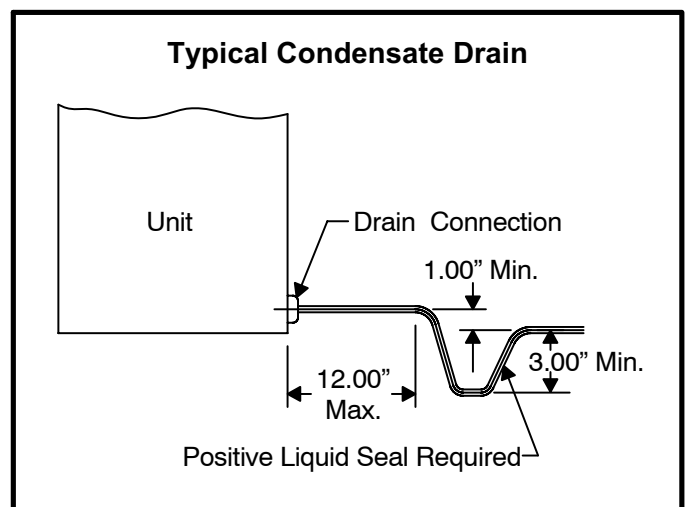 Typical Condensate Drain
Unit
Drain Connection
1.00” Min.
3.00” Min.
12.00”
Max.
Positive Liquid Seal Required